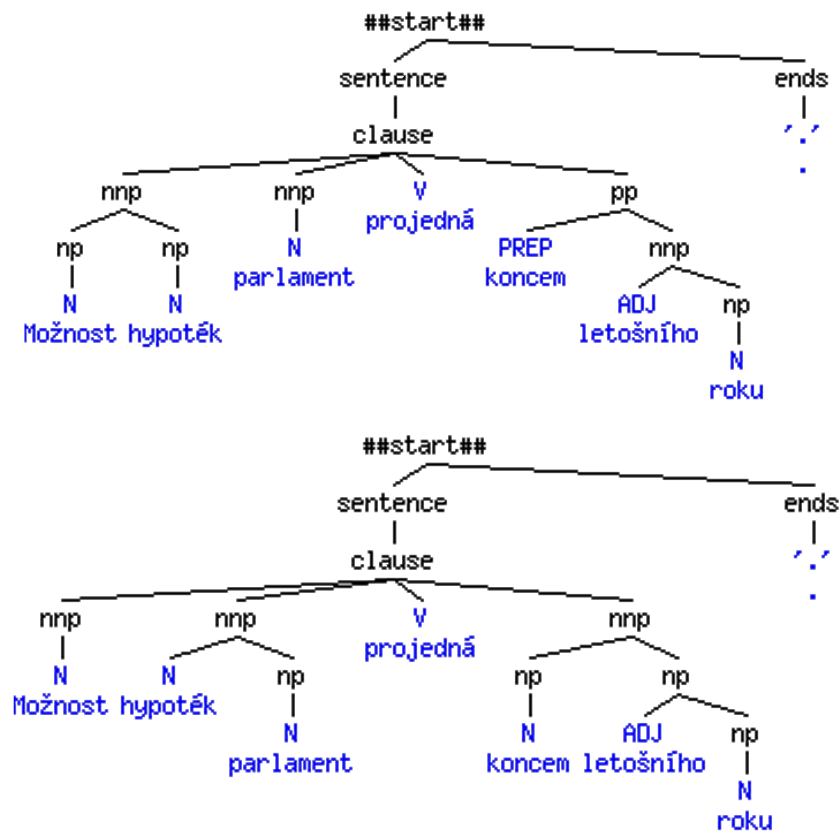 ##start##
sentence ends
clause '.'
nnp nnp V pp .
projedná
np np N PREP nnp
parlament koncem
N N ADJ np
Možnost hypoték letošního
N
roku
##start##
sentence ends
clause '.'
.
nnp nnp V nnp
projedná
N N np np np
Možnost hypoték
N N ADJ np
parlament koncem letošního
N
roku